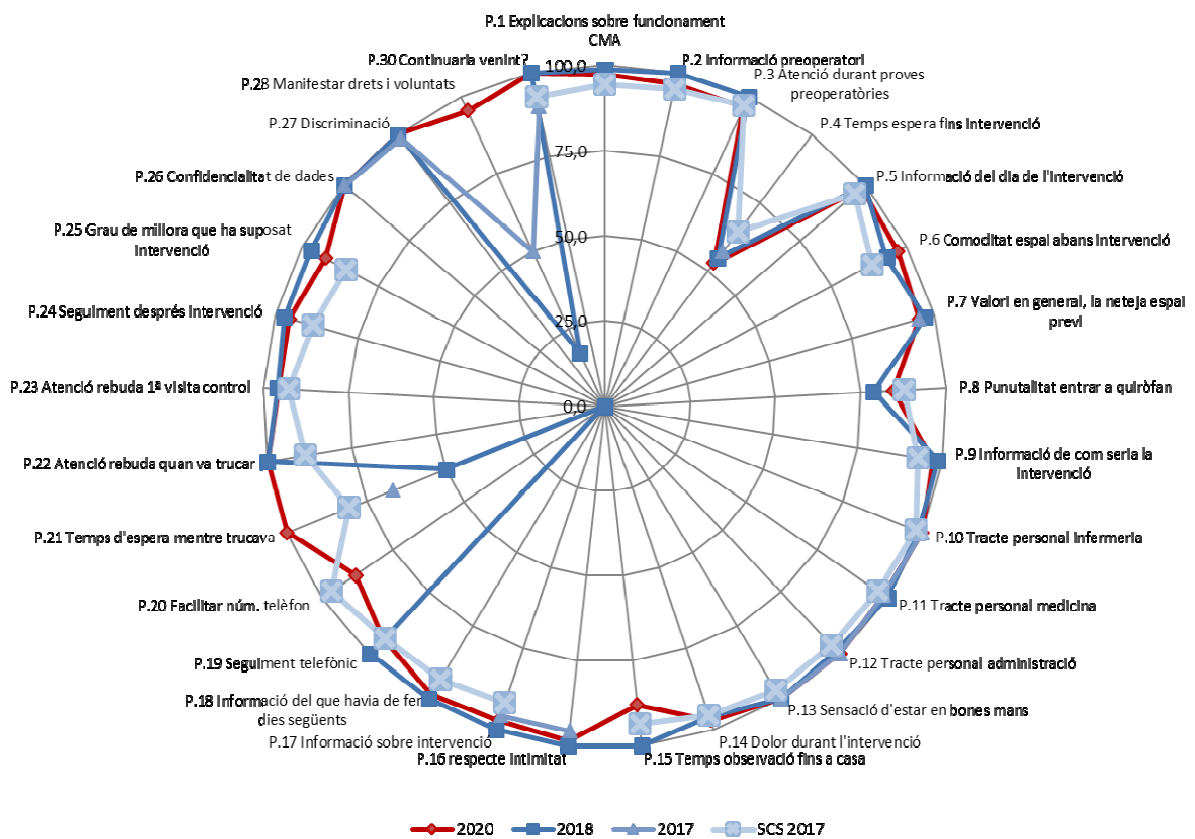 P.1 Explicacions sobre funcionament
CMA
P.2 Informació preoperatori
P.3 Atenció durant proves
preoperatòries
P.4 Temps espera fins intervenció
P.5 Informació del dia de l'intervenció
P.6 Comoditat espai abans intervenció
P.7 Valori en general, la neteja espai
previ
P.8 Punutalitat entrar a quiròfan
P.9 Informació de com seria la
intervenció
P.10 Tracte personal infermeria
P.11 Tracte personal medicina
P.12 Tracte personal administració
P.13 Sensació d'estar en bones mans
P.14 Dolor durant l'intervenció
P.15 Temps observació fins a casa
P.16 respecte intimitat
P.17 Informació sobre intervenció
P.18 Informació del que havia de fer
dies següents
P.19 Seguiment telefònic
P.20 Facilitar núm. telèfon
P.21 Temps d'espera mentre trucava
P.22 Atenció rebuda quan va trucar
P.23 Atenció rebuda 1ª visita control
P.24 Seguiment després intervenció
P.25 Grau de millora que ha suposat
intervenció
P.26 Confidencialitat de dades
P.27 Discriminació
P.28 Manifestar drets i voluntats
P.30 Continuaria venint?
100,0
75,0
50,0
25,0
0,0
2020
2018
2017
SCS 2017